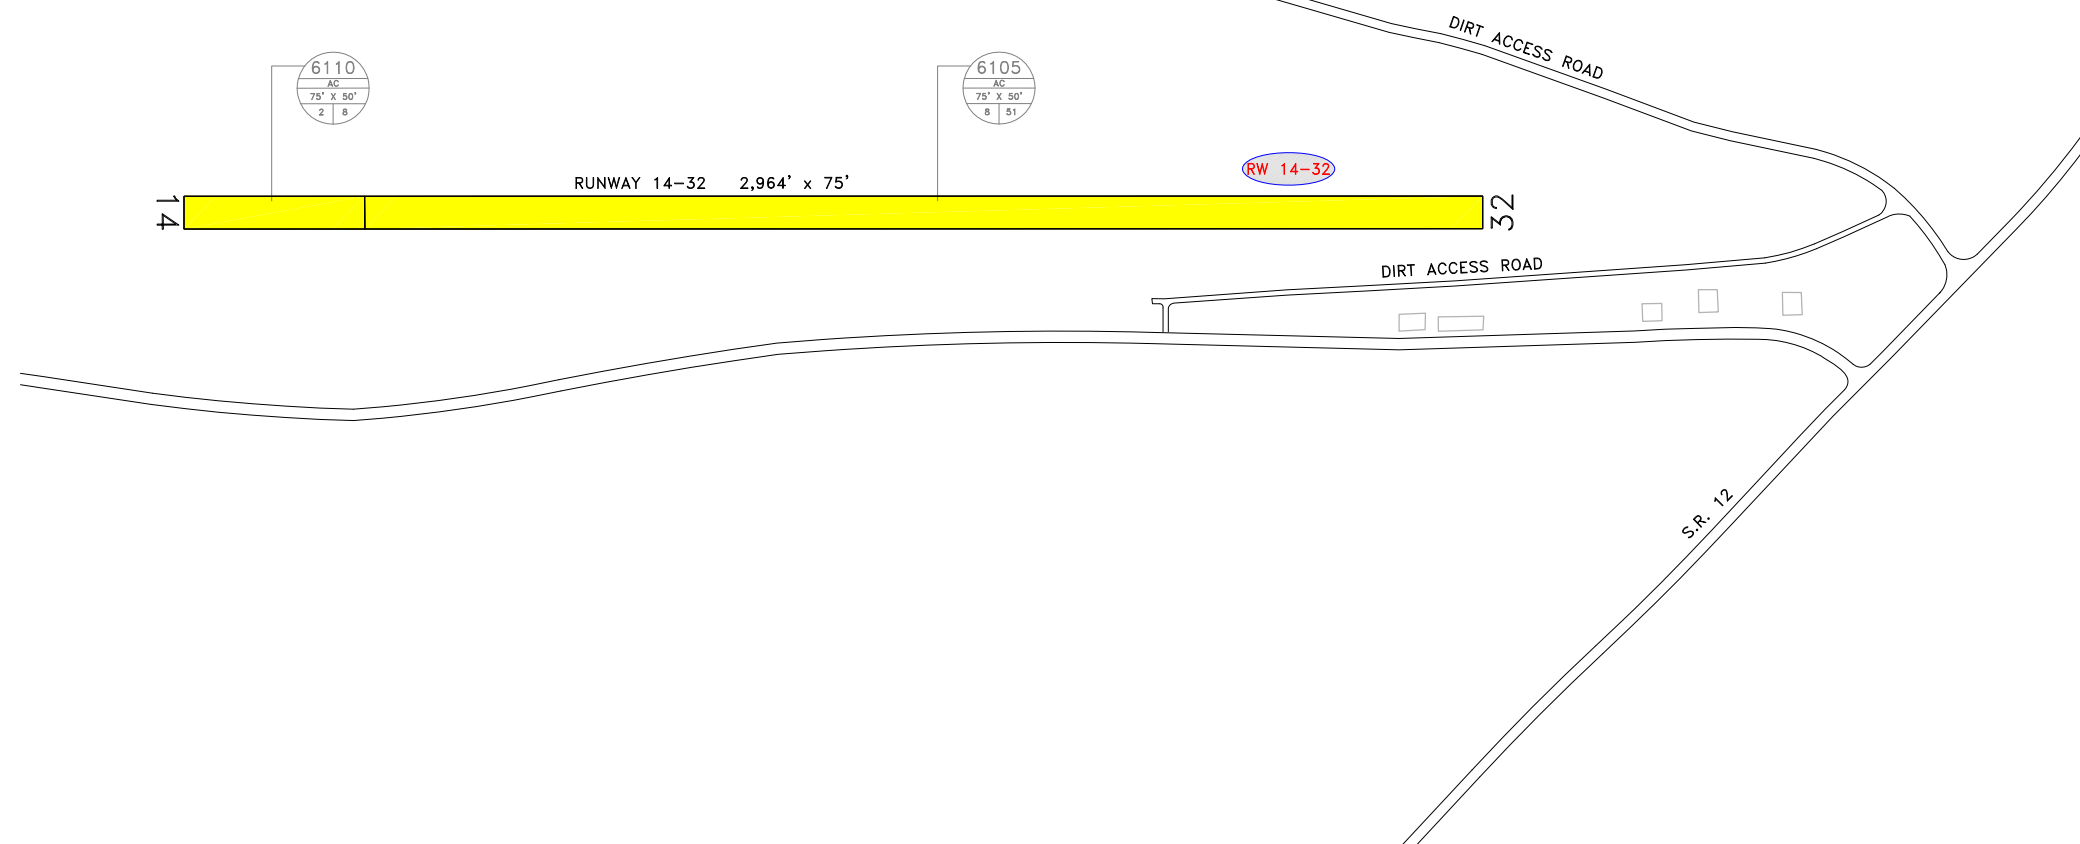 DIRT ACCESS ROAD
6110
AC
75' X 50'
2 8
6105
AC
75' X 50'
8 51
RW 14-32
RUNWAY 14-32 2,964' x 75'
14
32
DIRT ACCESS ROAD
S.R. 12